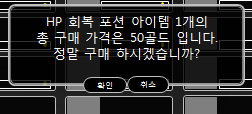 HP 회복 포션 아이템 1개의
총 구매 가격은 50골드 입니다.
정말 구매 하시겠습니까?
확인 취소